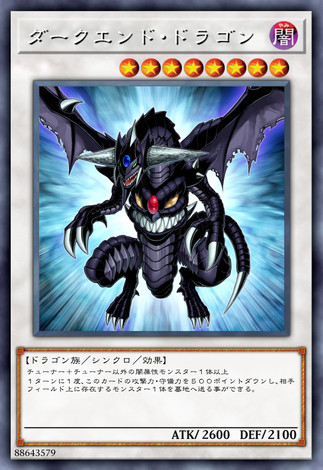 ダークエンド・ドラゴン
やみ
闇
【ドラゴン族／シンクロ／効果】
チューナー＋チューナー以外の闇属性モンスター１体以上
１ターンに１度、このカードの攻撃力・守備力を５００ポイントダウンし、相手
フィールド上に存在するモンスター１体を墓地へ送る事ができる。
ATK/ 2600 DEF/ 2100
88643579